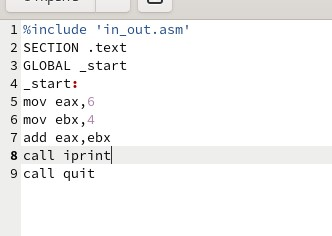 1 %include 'in_out.asm'
2 SECTION .text
3 GLOBAL _start
4 _start:
5 mov eax,6
6 mov ebx,4
7 add eax,ebx
8 call iprint
9 call quit